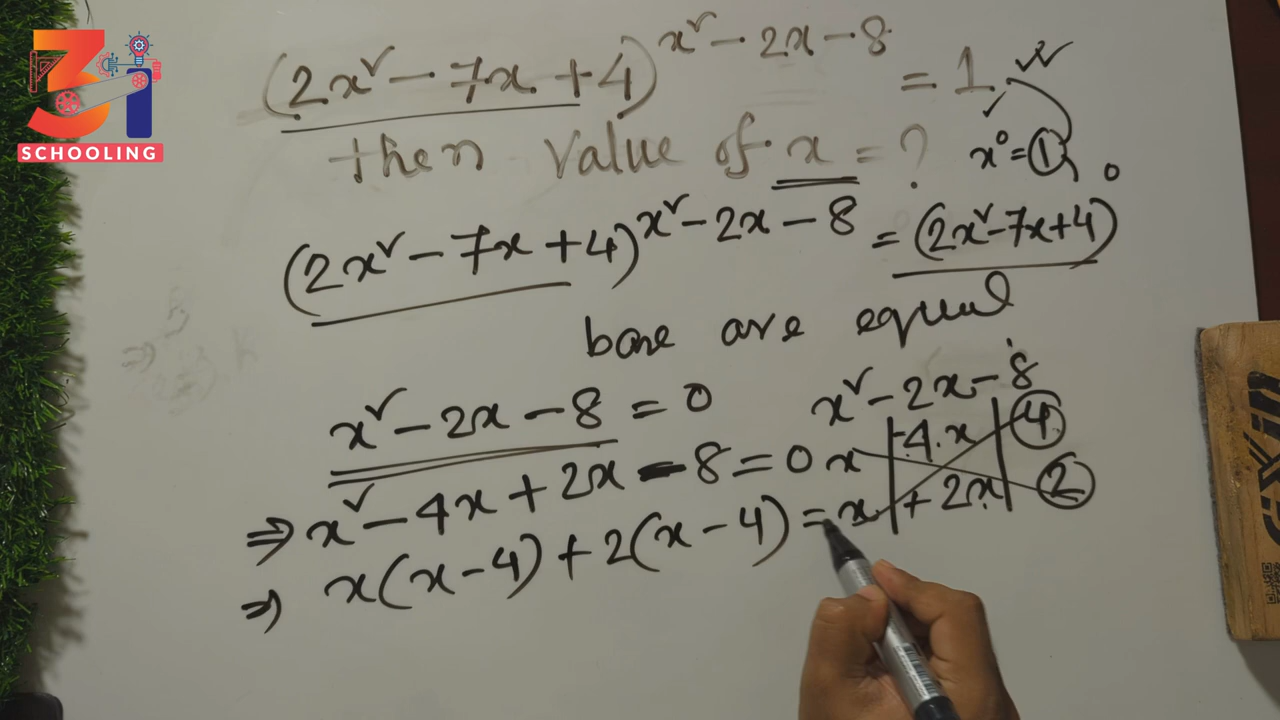 3i
SCHOOLING
(2x² - 7x + 4)^{x² - 2x - 8} = 1
then value of x = ? x⁰ = 1
(2x² - 7x + 4)^{x² - 2x - 8} = (2x² - 7x + 4)⁰
base are equal
x² - 2x - 8 = 0
x² - 2x - 8
⇒ x² - 4x + 2x - 8 = 0
x -4x 4
x +2x 2
⇒ x(x - 4) + 2(x - 4) =